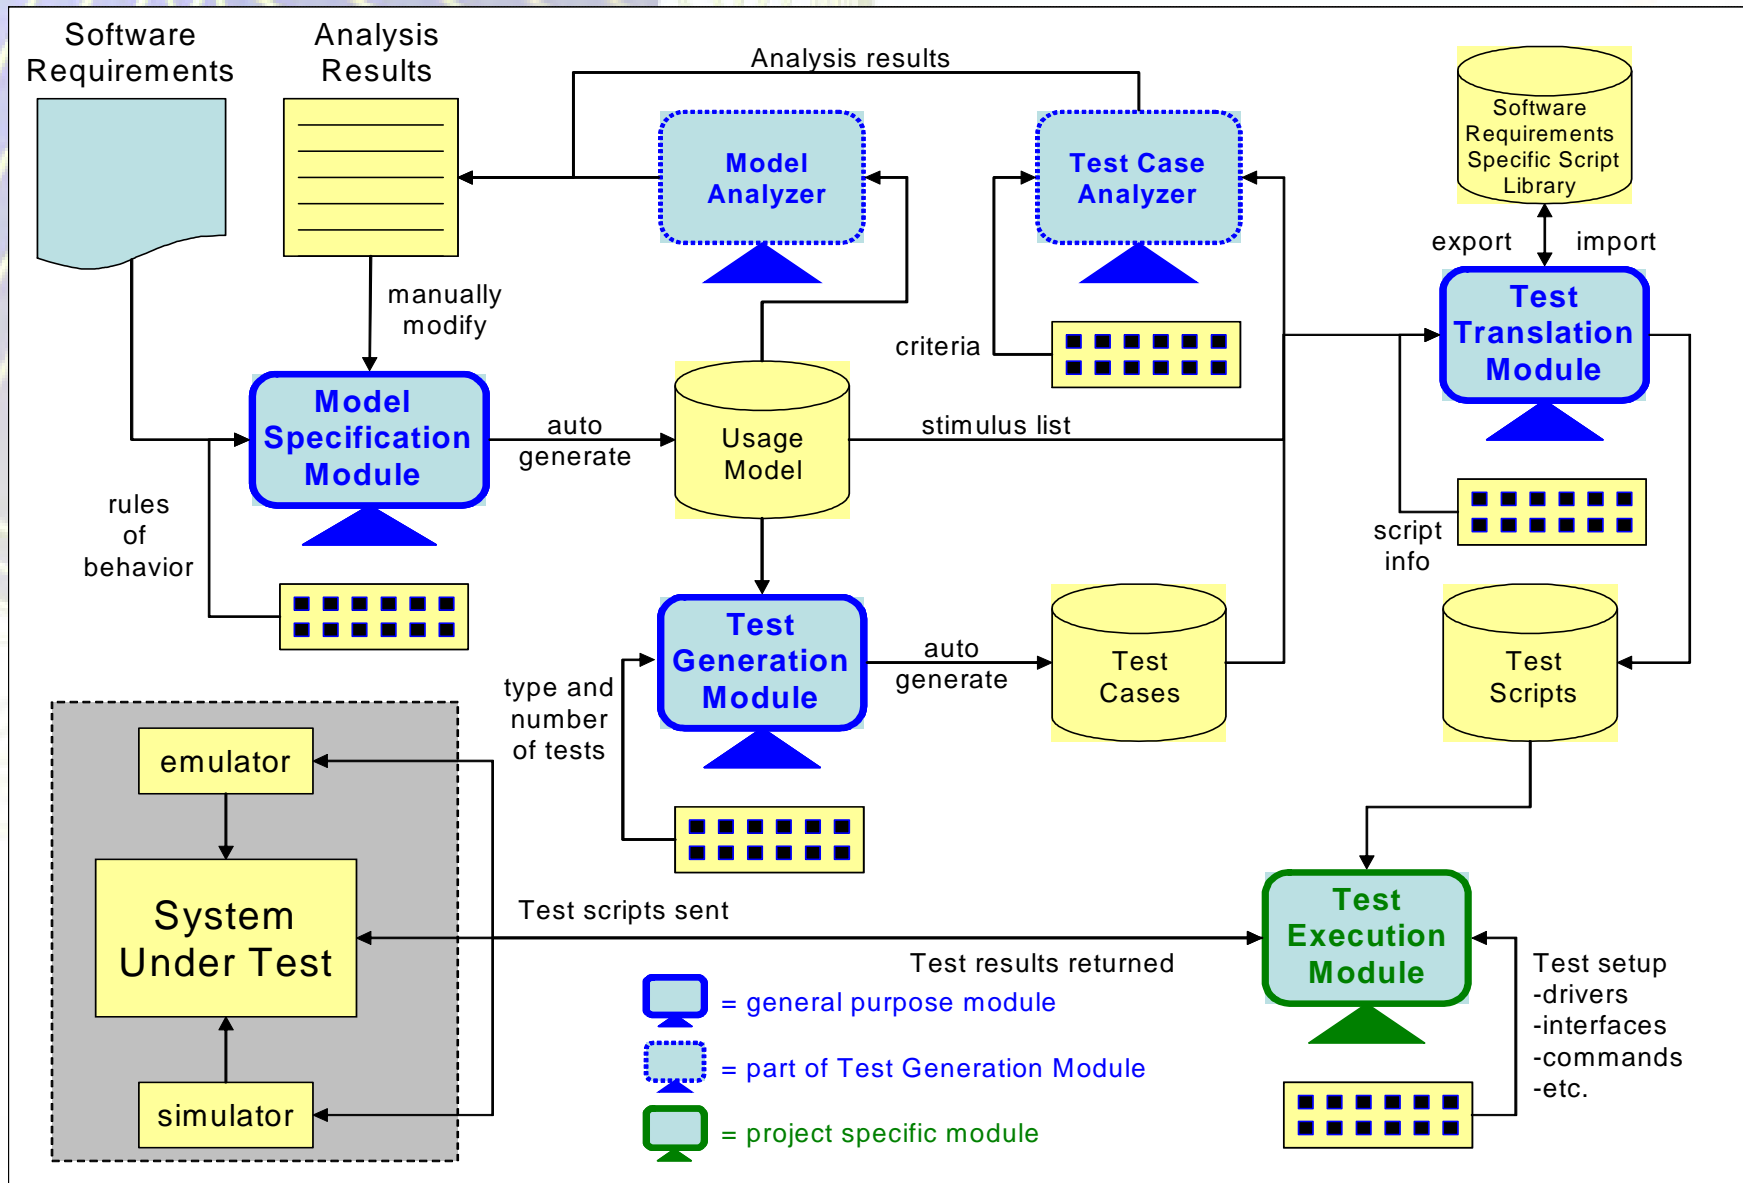 Software
Requirements
Analysis
Results
Analysis results
Model
Analyzer
Test Case
Analyzer
Software
Requirements
Specific Script
Library
export
import
manually
modify
criteria
Test
Translation
Module
Model
Specification
Module
auto
generate
Usage
Model
stimulus list
rules
of
behavior
script
info
Test
Generation
Module
auto
generate
Test
Cases
Test
Scripts
type and
number
of tests
emulator
System
Under Test
simulator
Test scripts sent
Test results returned
Test
Execution
Module
Test setup
-drivers
-interfaces
-commands
-etc.
= general purpose module
= part of Test Generation Module
= project specific module